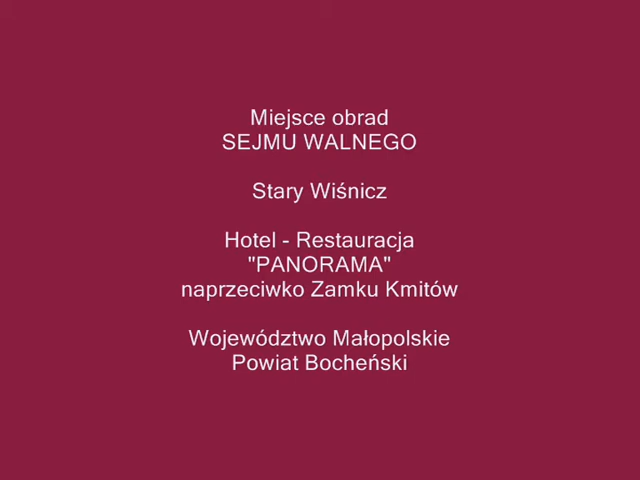 Miejsce obrad
SEJMU WALNEGO
Stary Wiśnicz
Hotel - Restauracja
"PANORAMA"
naprzeciwko Zamku Kmitów
Województwo Małopolskie
Powiat Bocheński